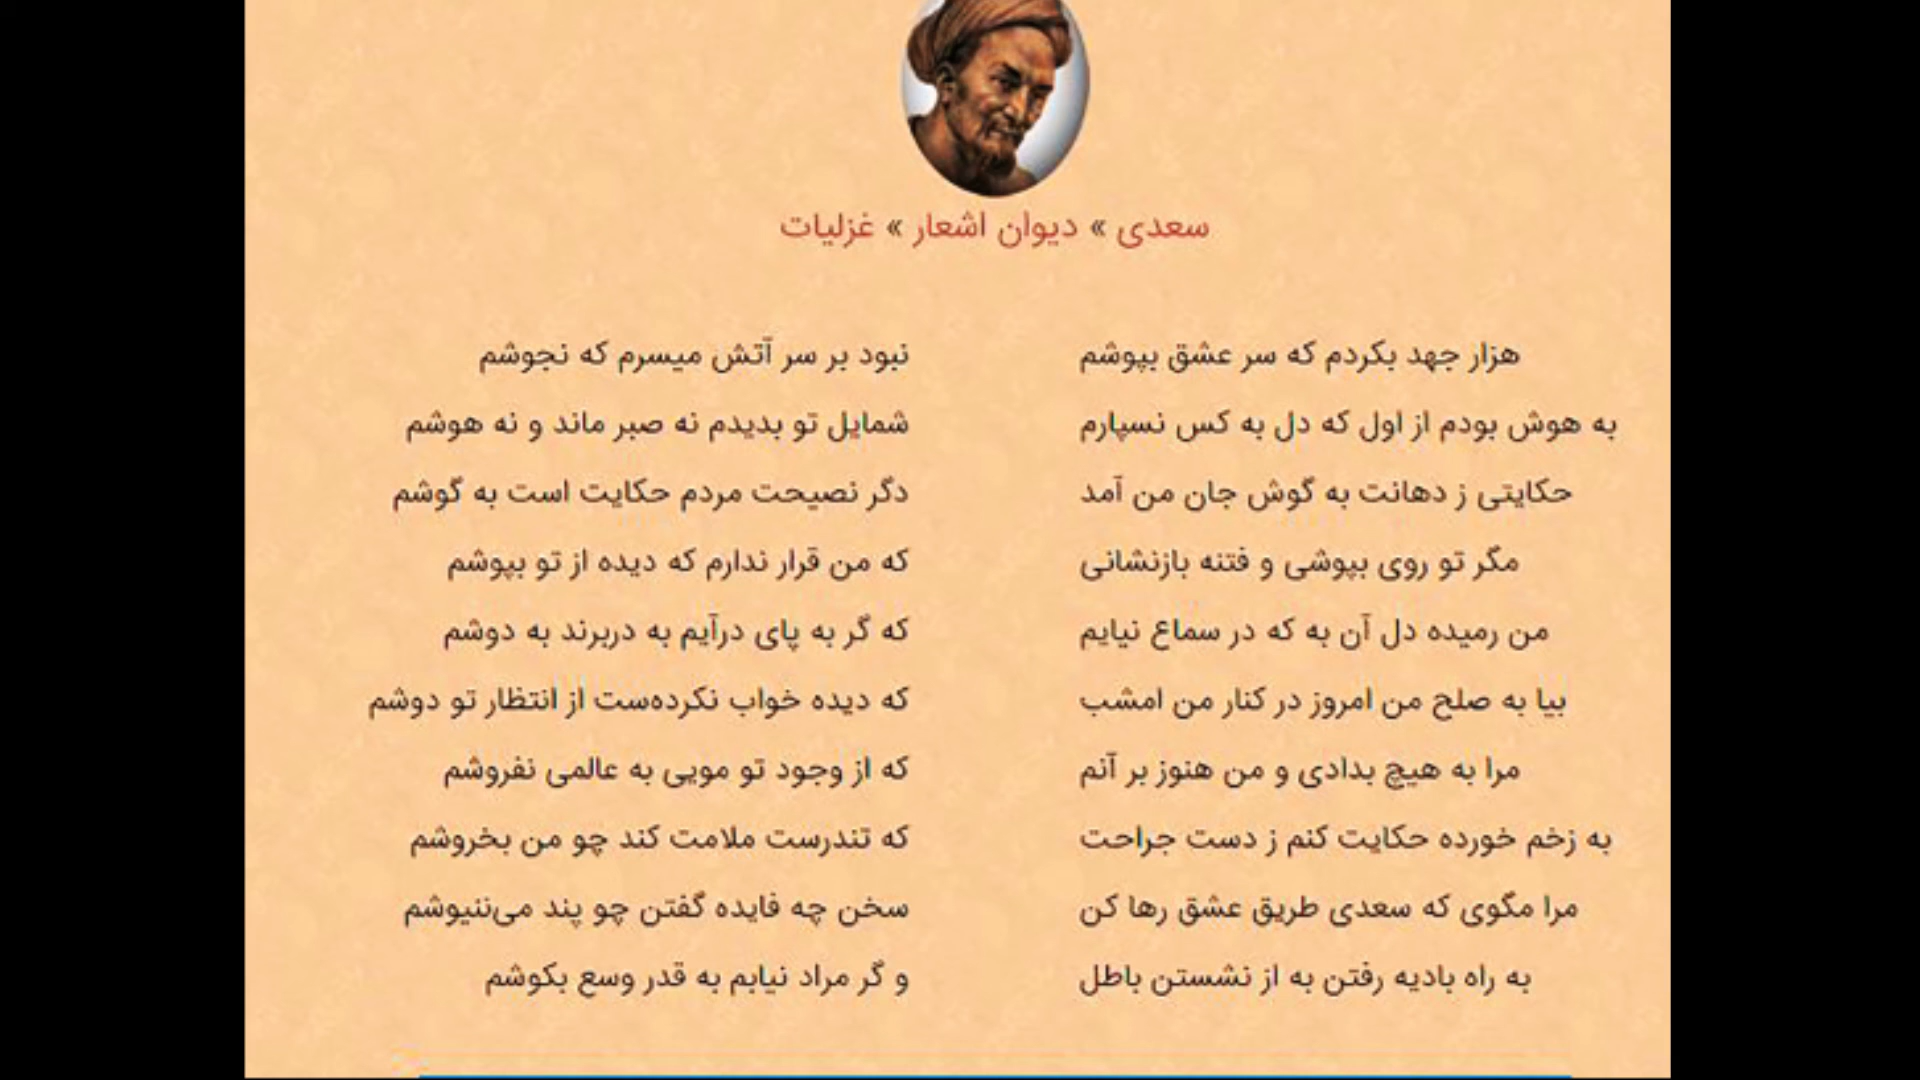 سعدی » دیوان اشعار » غزلیات
هزار جهد بکردم که سر عشق بپوشم نبود بر سر آتش میسرم که نجوشم
به هوش بودم از اول که دل به کس نسپارم شمایل تو بدیدم نه صبر ماند و نه هوشم
حکایتی ز دهانت به گوش جان من آمد دگر نصیحت مردم حکایت است به گوشم
مگر تو روی بپوشی و فتنه بازنشانی که من قرار ندارم که دیده از تو بپوشم
من رمیده دل آن به که در سماع نیایم که گر به پای درآیم به دربرند به دوشم
بیا به صلح من امروز در کنار من امشب که دیده خواب نکرده‌ست از انتظار تو دوشم
مرا به هیچ بدادی و من هنوز بر آنم که از وجود تو مویی به عالمی نفروشم
به زخم خورده حکایت کنم ز دست جراحت که تندرست ملامت کند چو من بخروشم
مرا مگوی که سعدی طریق عشق رها کن سخن چه فایده گفتن چو پند می‌ننیوشم
به راه بادیه رفتن به از نشستن باطل و گر مراد نیابم به قدر وسع بکوشم